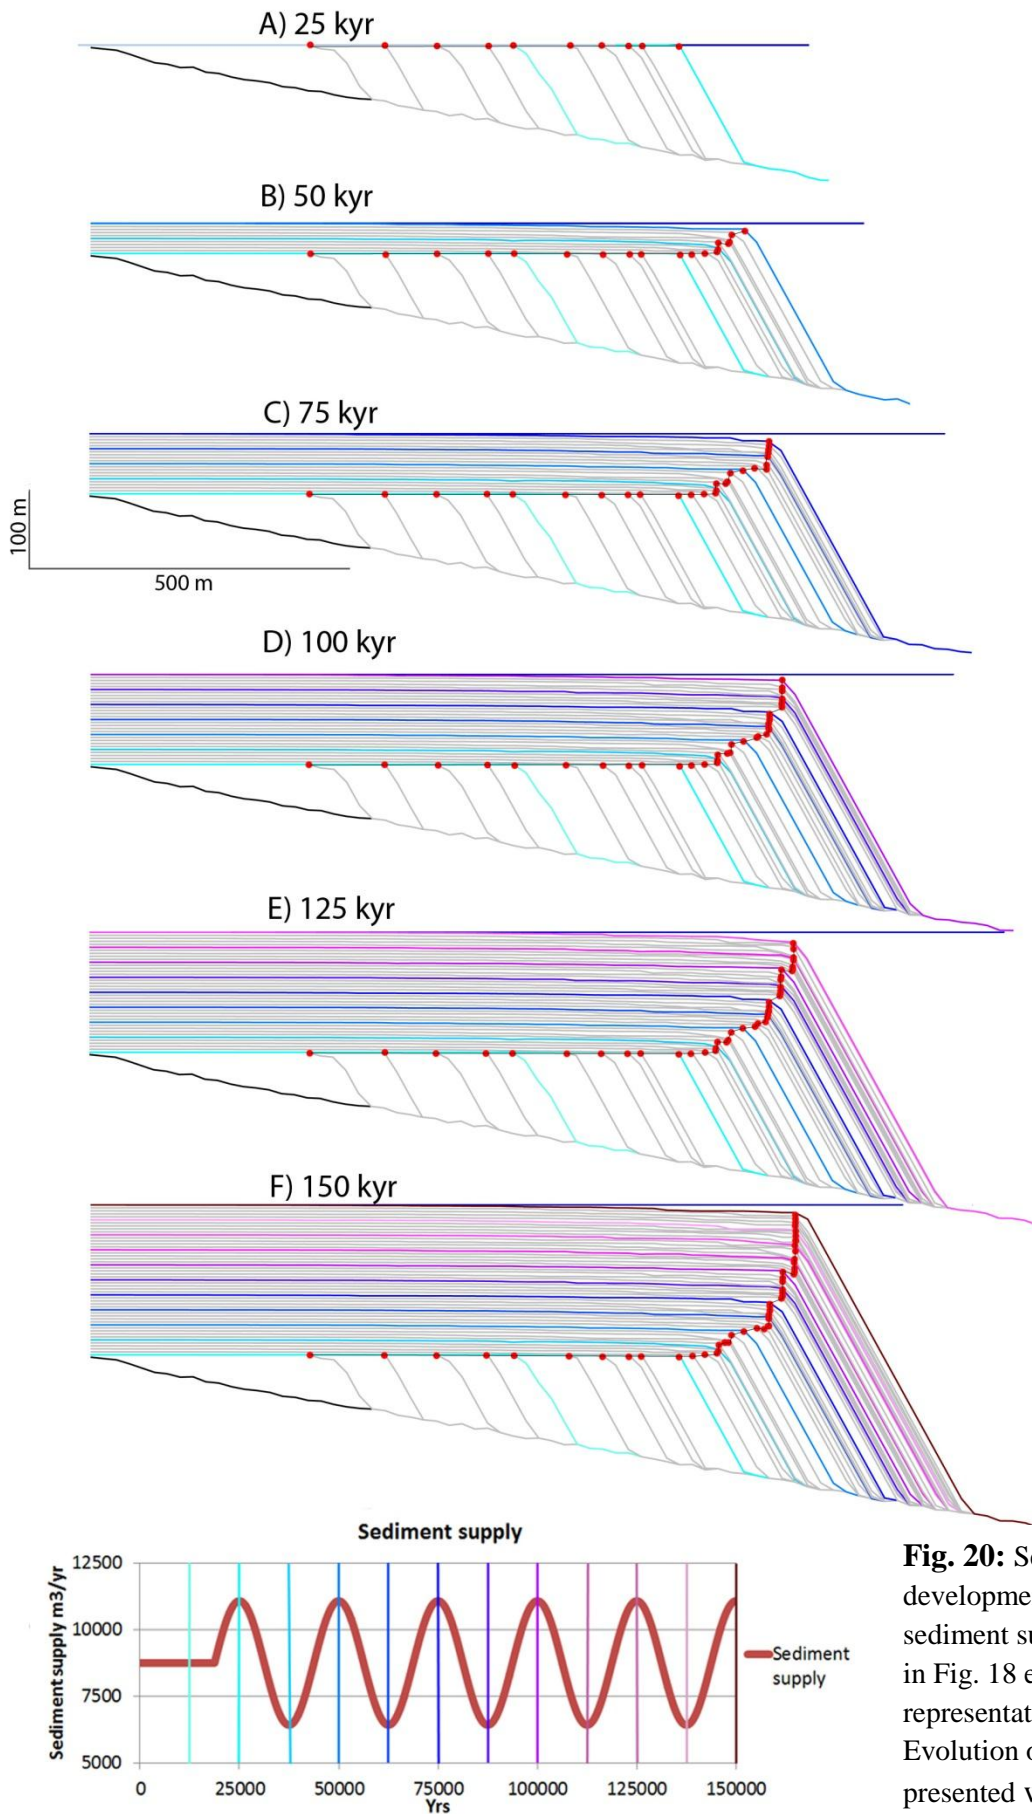 A) 25 kyr
B) 50 kyr
C) 75 kyr
100 m
500 m
D) 100 kyr
E) 125 kyr
F) 150 kyr
Sediment supply
Sediment supply m3/yr
12500
10000
7500
5000
0 25000 50000 75000 100000 125000 150000
Yrs
Sediment
supply
Fig. 20:
developme
sediment su
in Fig. 18 e
representat
Evolution o
presented v